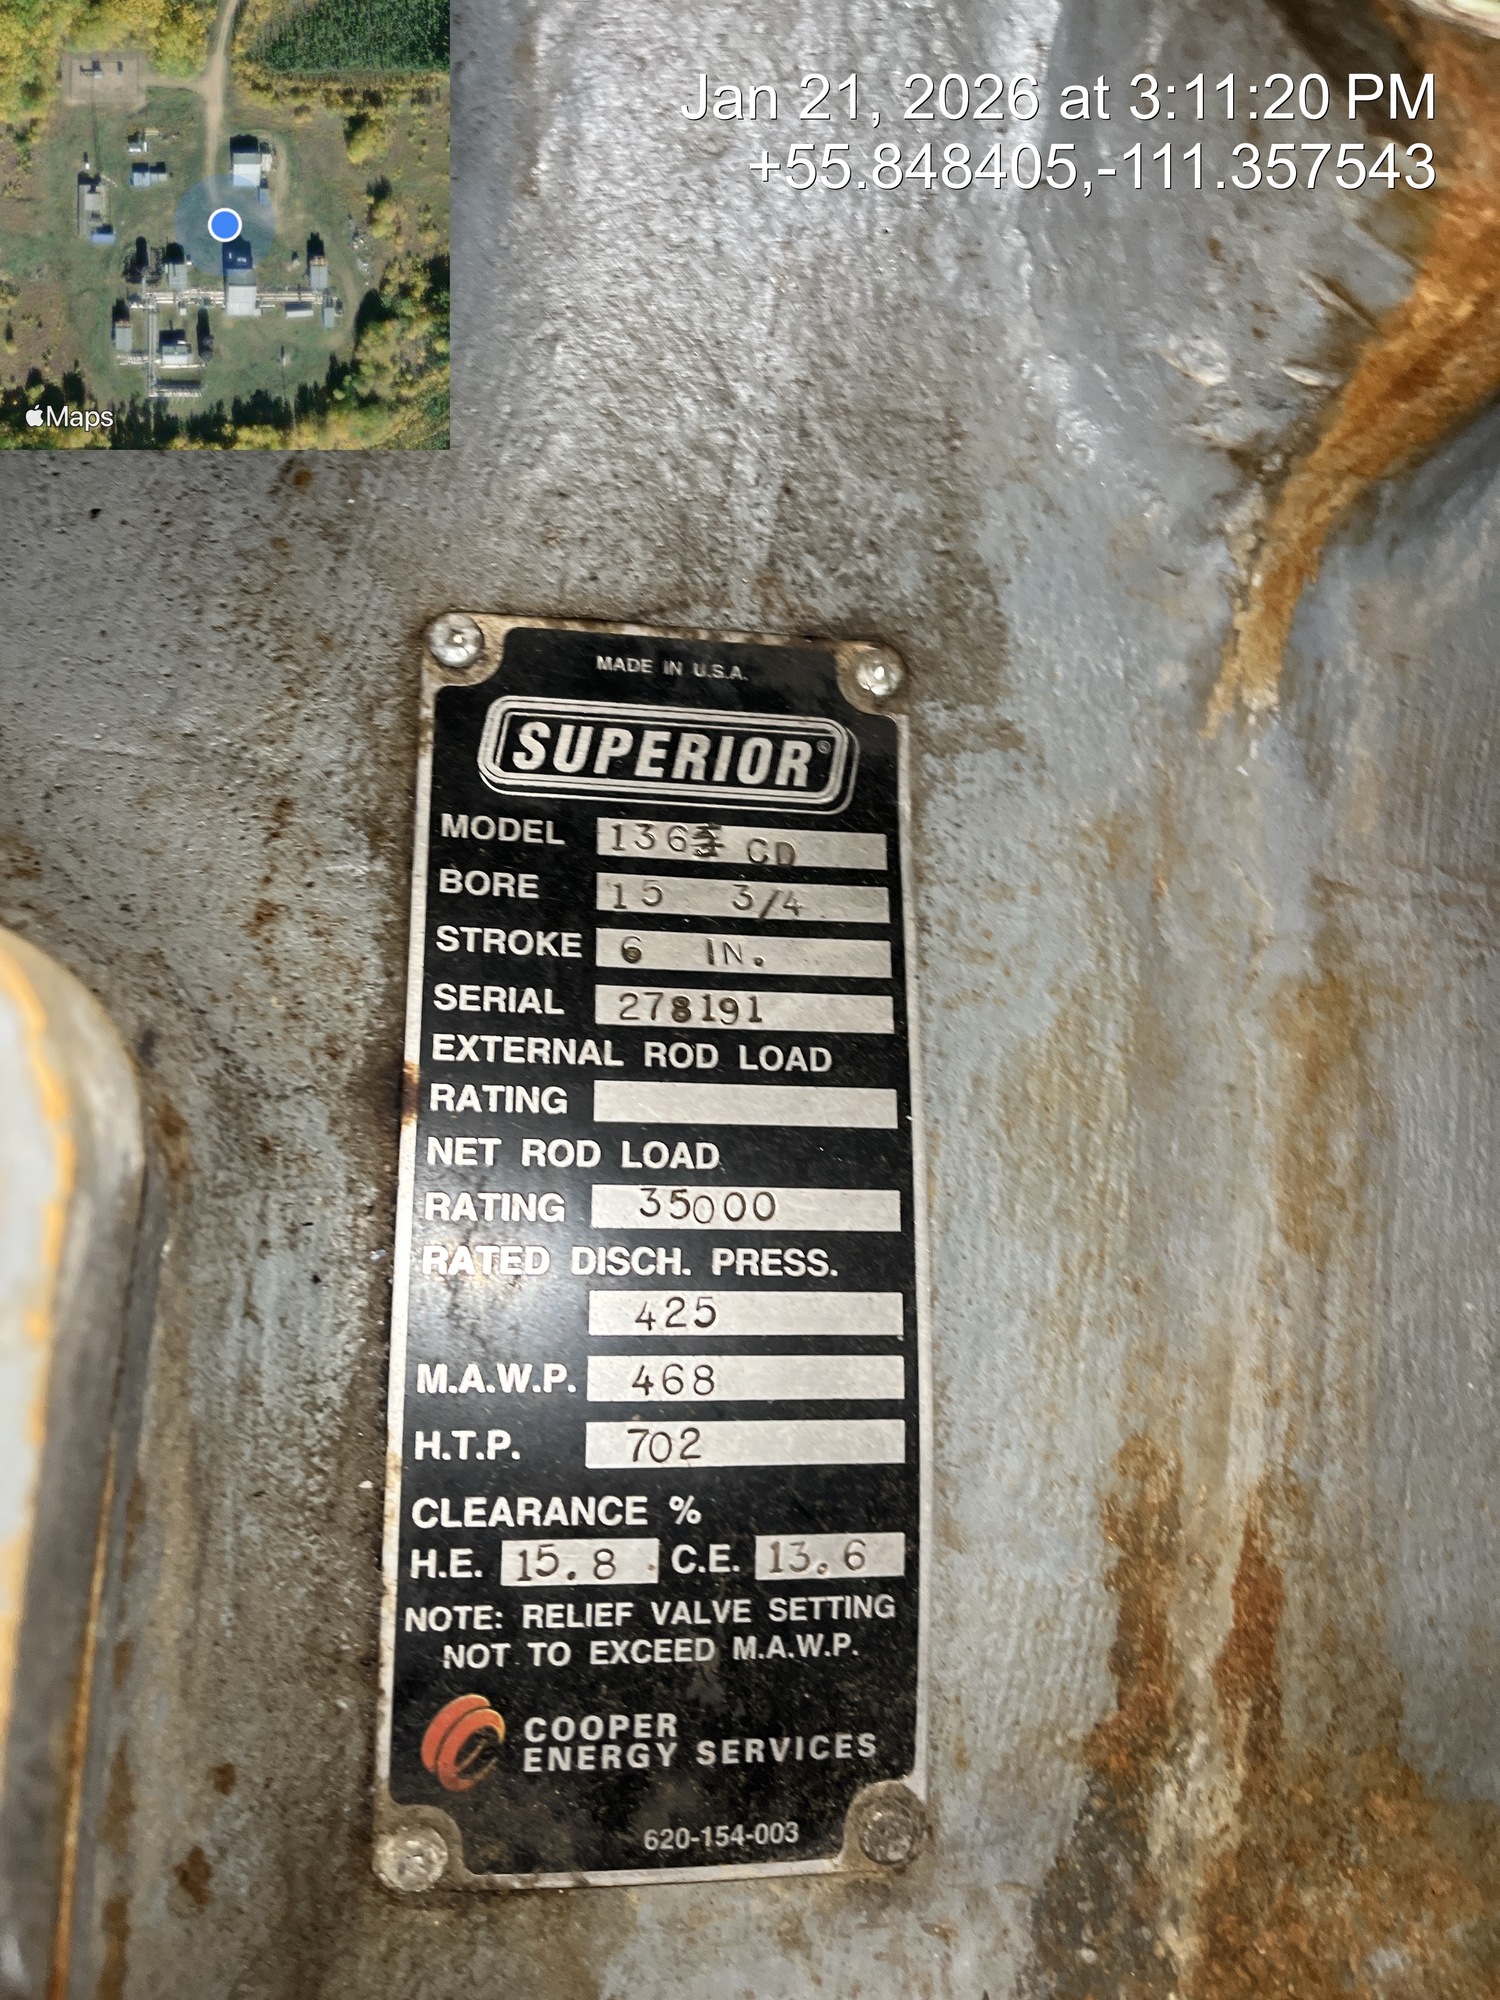 Jan 21, 2026 at 3:11:20 PM
+55.848405,-111.357543
Maps
MADE IN U.S.A.
SUPERIOR®
MODEL CD
BORE 15 3/4
STROKE 6 IN.
SERIAL 278191
EXTERNAL ROD LOAD
RATING
NET ROD LOAD
RATING 35000
RATED DISCH. PRESS.
425
M.A.W.P. 468
H.T.P. 702
CLEARANCE %
H.E. 15.8 C.E. 13.6
NOTE: RELIEF VALVE SETTING
NOT TO EXCEED M.A.W.P.
COOPER
ENERGY SERVICES
620-154-003